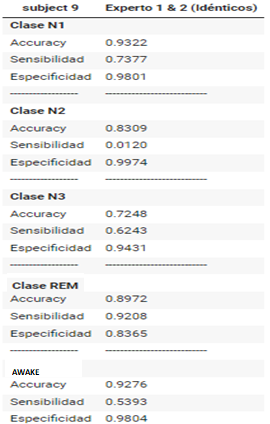 subject 9 Experto 1 & 2 (Idénticos)
Clase N1
Accuracy 0.9322
Sensibilidad 0.7377
Especificidad 0.9801
------------------ ---------------------------
Clase N2
Accuracy 0.8309
Sensibilidad 0.0120
Especificidad 0.9974
------------------ ---------------------------
Clase N3
Accuracy 0.7248
Sensibilidad 0.6243
Especificidad 0.9431
------------------ ---------------------------
Clase REM
Accuracy 0.8972
Sensibilidad 0.9208
Especificidad 0.8365
------------------ ---------------------------
AWAKE
Accuracy 0.9276
Sensibilidad 0.5393
Especificidad 0.9804